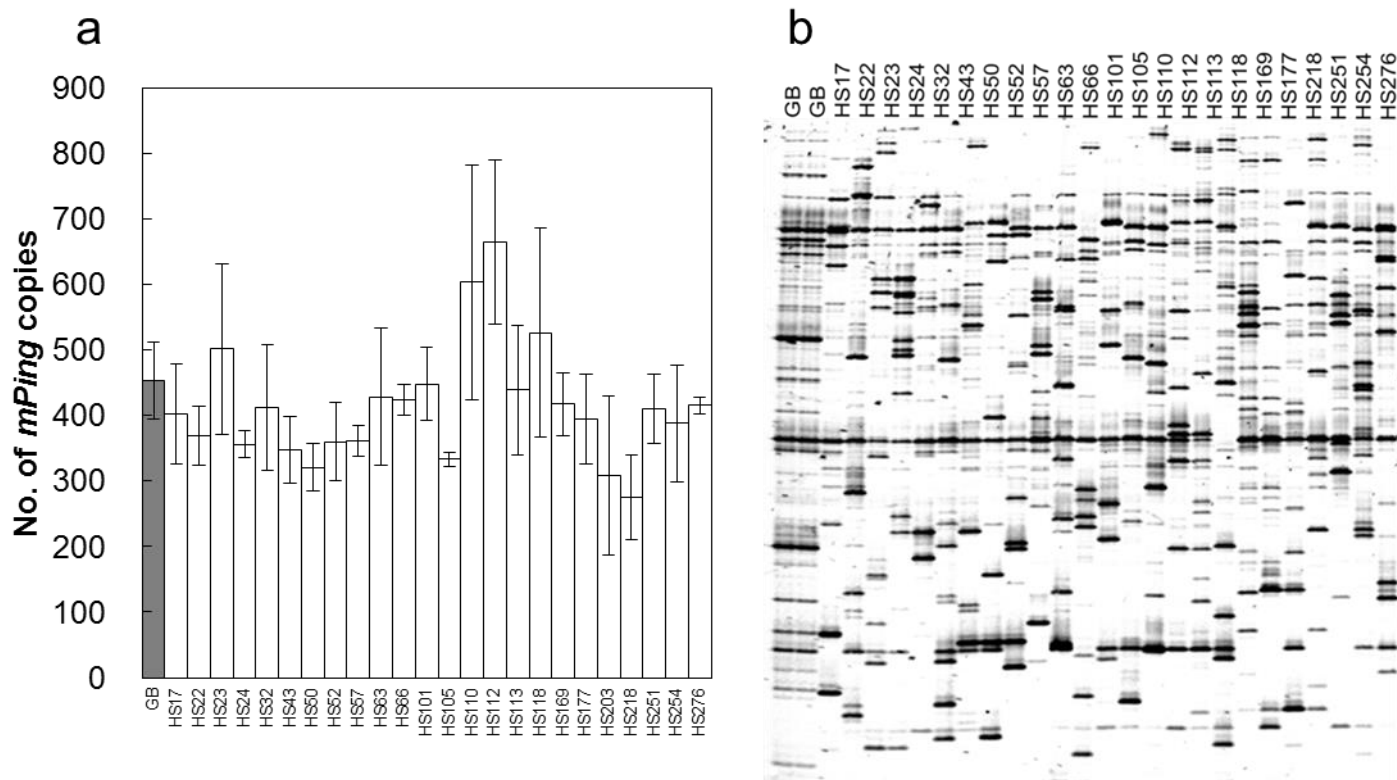 a
No. of mPing copies
900
800
700
600
500
400
300
200
100
0
GB
HS17
HS22
HS23
HS24
HS32
HS43
HS50
HS52
HS57
HS63
HS66
HS101
HS105
HS110
HS112
HS113
HS118
HS169
HS177
HS203
HS218
HS251
HS254
HS276
b
GB
GB
HS17
HS22
HS23
HS24
HS32
HS43
HS50
HS52
HS57
HS63
HS66
HS101
HS105
HS110
HS112
HS113
HS118
HS169
HS177
HS218
HS251
HS254
HS276